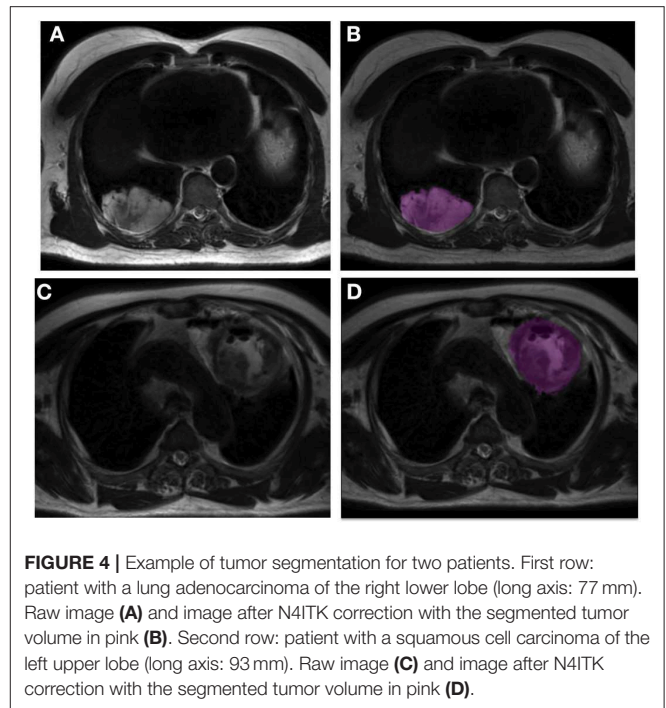 A
B
C
D
FIGURE 4 | Example of tumor segmentation for two patients. First row:
patient with a lung adenocarcinoma of the right lower lobe (long axis: 77 mm).
Raw image (A) and image after N4ITK correction with the segmented tumor
volume in pink (B). Second row: patient with a squamous cell carcinoma of the
left upper lobe (long axis: 93 mm). Raw image (C) and image after N4ITK
correction with the segmented tumor volume in pink (D).